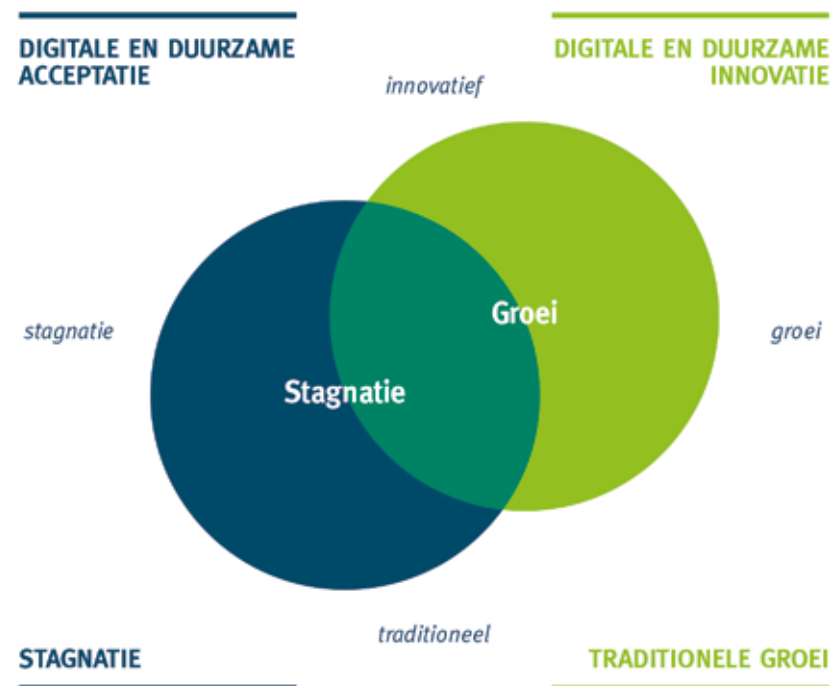 DIGITALE EN DUURZAME
ACCEPTATIE
DIGITALE EN DUURZAME
INNOVATIE
innovatief
Groei
stagnatie
groei
Stagnatie
traditioneel
STAGNATIE
TRADITIONELE GROEI